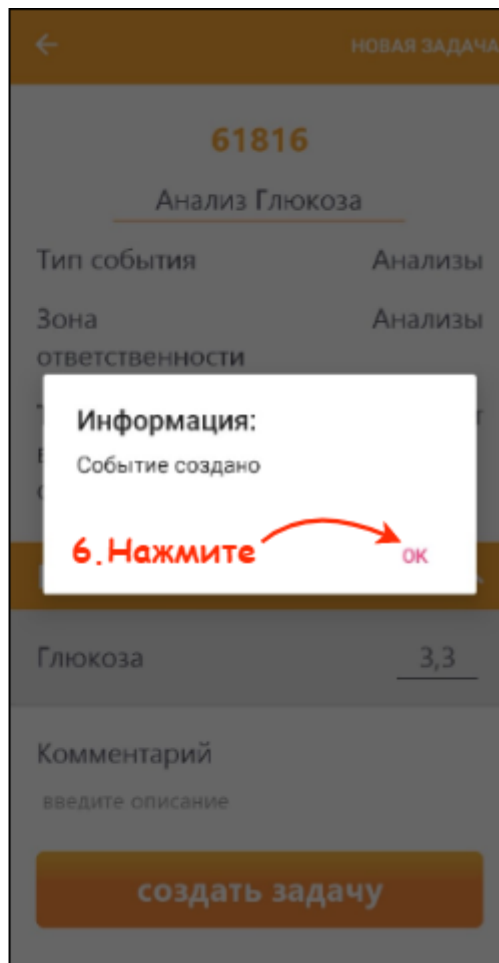 НОВАЯ ЗАДАЧА
61816
Анализ Глюкоза
Тип события Анализы
Зона Анализы
ответственности
Информация:
Событие создано
6. Нажмите ОК
Глюкоза 3,3
Комментарий
введите описание
создать задачу